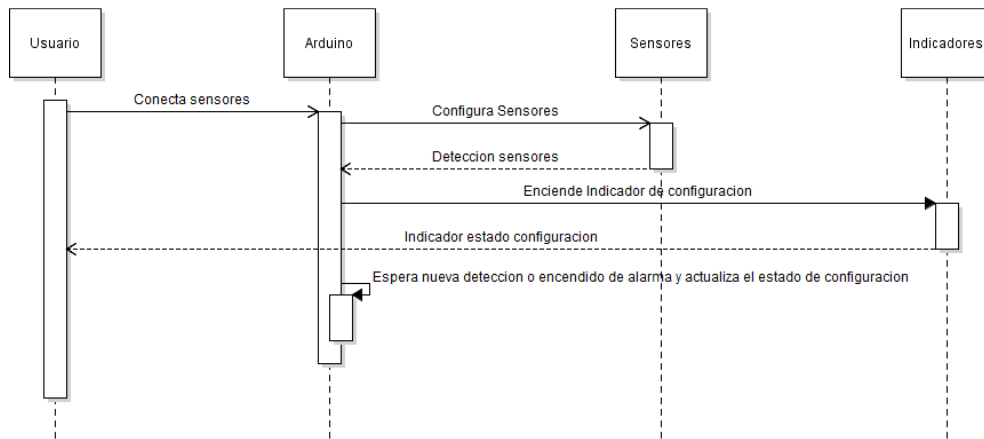 Usuario
Arduino
Sensores
Indicadores
Conecta sensores
Configura Sensores
Deteccion sensores
Enciende Indicador de configuracion
Indicador estado configuracion
Espera nueva deteccion o encendido de alarma y actualiza el estado de configuracion